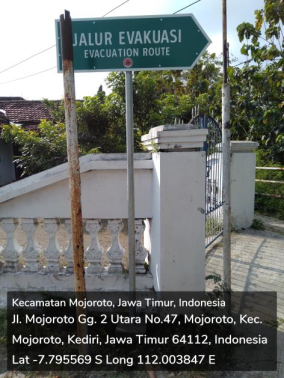 JALUR EVAKUASI
EVACUATION ROUTE
Kecamatan Mojoroto, Jawa Timur, Indonesia
Jl. Mojoroto Gg. 2 Utara No.47, Mojoroto, Kec.
Mojoroto, Kediri, Jawa Timur 64112, Indonesia
Lat -7.795569 S Long 112.003847 E